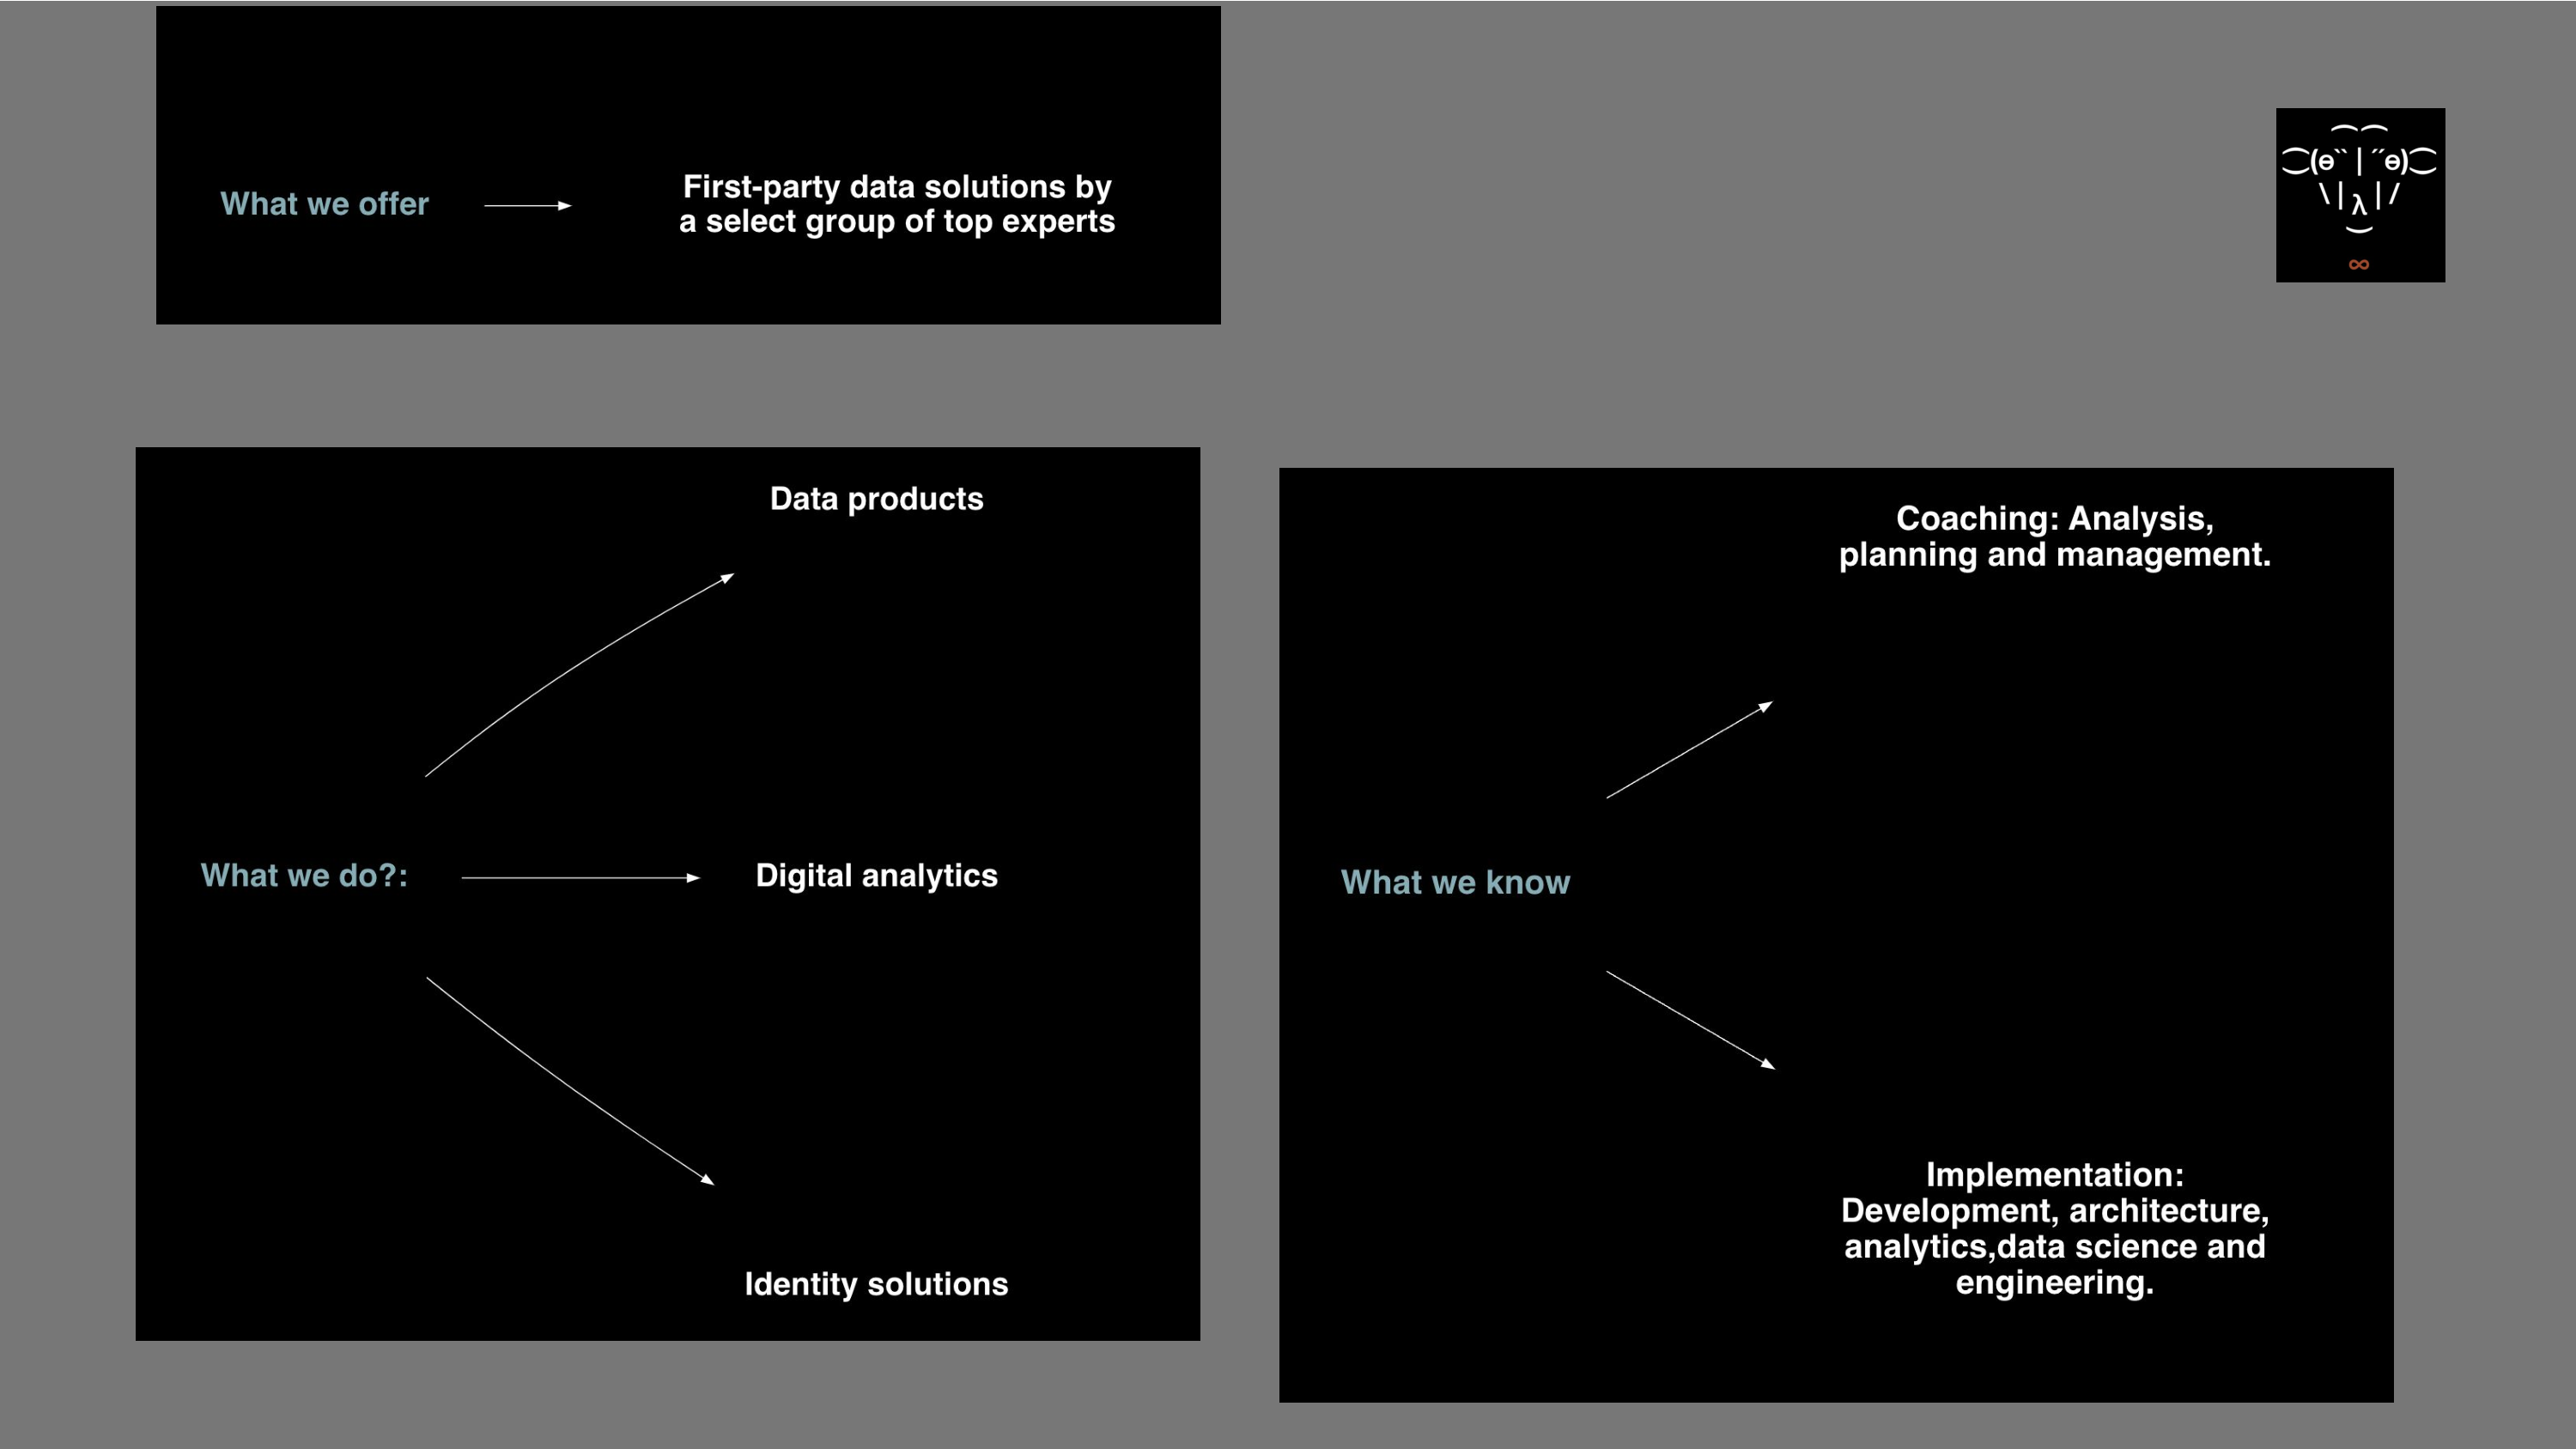 What we offer
First-party data solutions by
a select group of top experts
⁐(ɵ`` | ´´ɵ)⁐
\| λ |/
∞
Data products
What we do?:
Digital analytics
Identity solutions
Coaching: Analysis,
planning and management.
What we know
Implementation:
Development, architecture,
analytics,data science and
engineering.